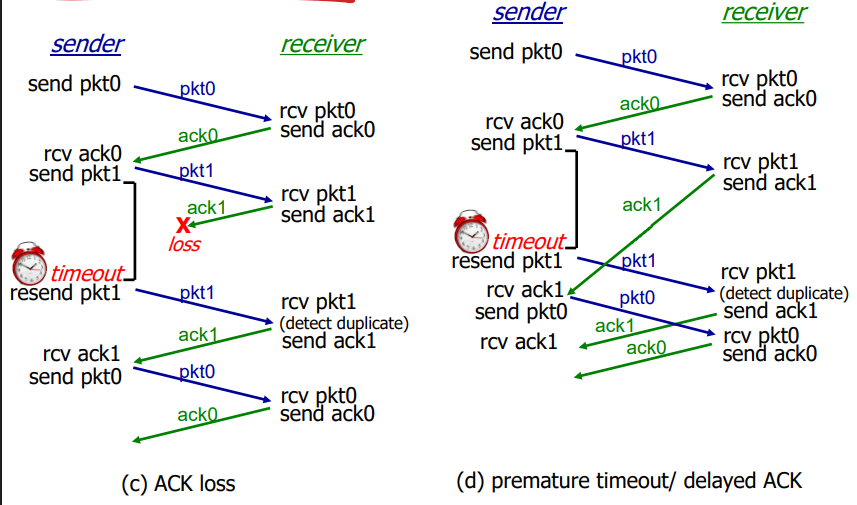 sender
receiver
send pkt0
pkt0
rcv pkt0
send ack0
ack0
rcv ack0
send pkt1
pkt1
rcv pkt1
send ack1
ack1
X
loss
timeout
resend pkt1
pkt1
rcv pkt1
(detect duplicate)
send ack1
ack1
rcv ack1
send pkt0
pkt0
rcv pkt0
send ack0
ack0
(c) ACK loss
sender
receiver
send pkt0
pkt0
rcv pkt0
send ack0
ack0
rcv ack0
send pkt1
pkt1
rcv pkt1
send ack1
ack1
timeout
resend pkt1
pkt1
rcv pkt1
(detect duplicate)
send ack1
rcv ack1
send pkt0
pkt0
ack1
rcv ack1
rcv pkt0
send ack0
ack0
(d) premature timeout/ delayed ACK